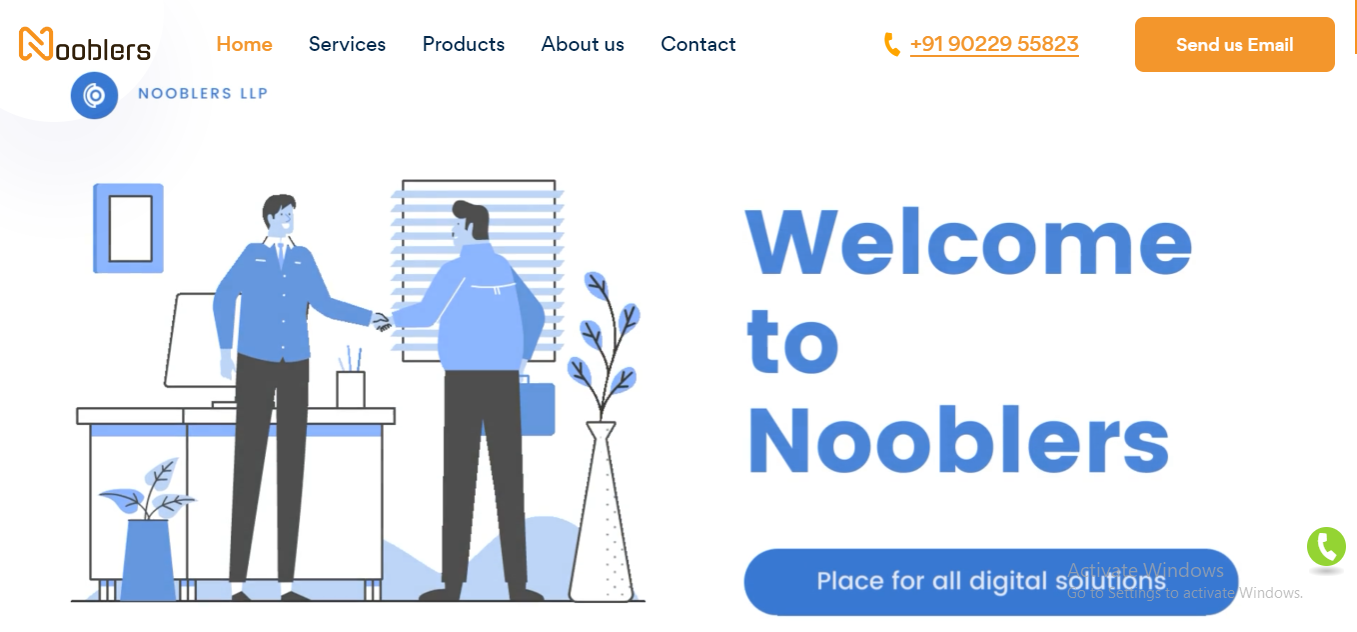 Nooblers
Home Services Products About us Contact
+91 90229 55823
Send us Email
NOOBLERS LLP
Welcome
to
Nooblers
Place for all digital solutions
Activate Windows
Go to Settings to activate Windows.